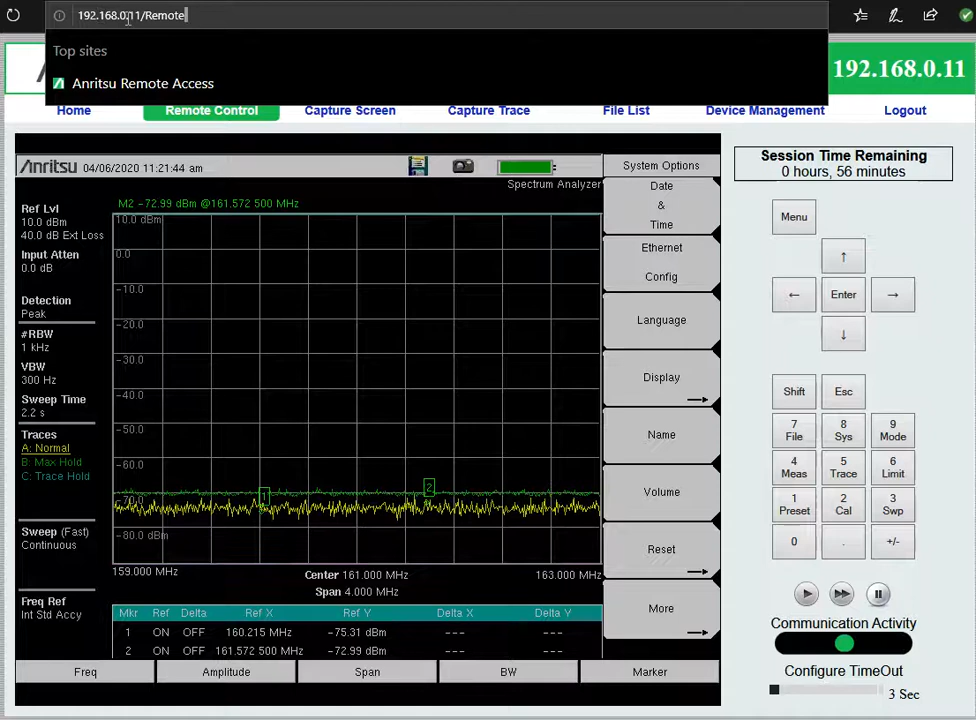 192.168.0.11/Remote
Top sites
Anritsu Remote Access
192.168.0.11
Home
Remote Control
Capture Screen
Capture Trace
File List
Device Management
Logout
Anritsu 04/06/2020 11:21:44 am
Spectrum Analyzer
M2 -72.99 dBm @161.572 500 MHz
Ref Lvl
10.0 dBm
40.0 dB Ext Loss
Input Atten
0.0 dB
Detection
Peak
#RBW
1 kHz
VBW
300 Hz
Sweep Time
2.2 s
Traces
A: Normal
B: Max Hold
C: Trace Hold
Sweep (Fast)
Continuous
Freq Ref
Int Std Accy
10.0 dBm
0.0
-10.0
-20.0
-30.0
-40.0
-50.0
-60.0
-70.0
-80.0 dBm
1
2
159.000 MHz
Center 161.000 MHz
163.000 MHz
Span 4.000 MHz
Mkr Ref Delta Ref X Ref Y Delta X Delta Y
1 ON OFF 160.215 MHz -75.31 dBm --- ---
2 ON OFF 161.572 500 MHz -72.99 dBm --- ---
Freq
Amplitude
Span
BW
Marker
System Options
Date
&
Time
Ethernet
Config
Language
Display
Name
Volume
Reset
More
Session Time Remaining
0 hours, 56 minutes
Menu
↑
← Enter →
↓
Shift Esc
7 8 9
File Sys Mode
4 5 6
Meas Trace Limit
1 2 3
Preset Cal Swp
0 . +/-
Communication Activity
Configure TimeOut
3 Sec